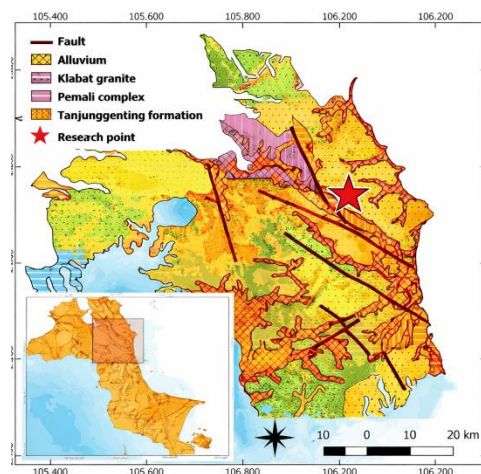 105.400 105.600 105.800 106.200 106.200
Fault
Alluvium
Klabat granite
Pemali complex
Tanjunggenting formation
Reseach point
10 0 10 20 km
105.400 105.600 106.800 106.200 106.200